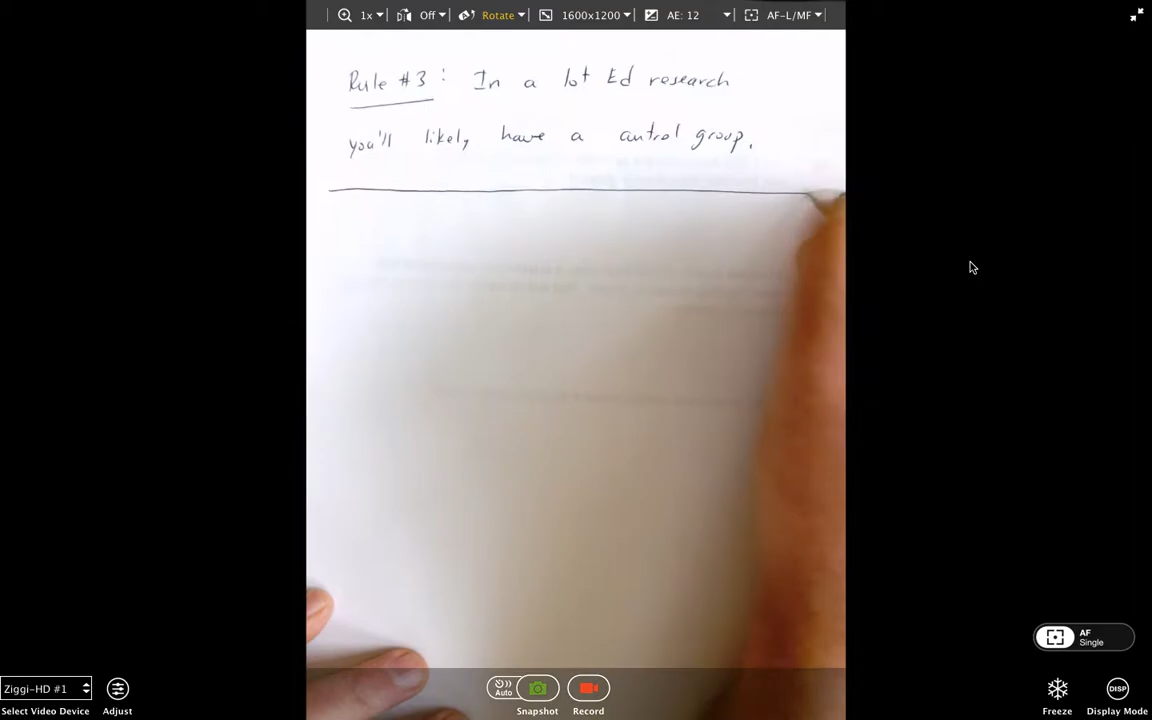 1x
Off
Rotate
1600x1200
AE: 12
AF-L/MF
Rule #3 : In a lot Ed research
you'll likely have a control group.
AF
Single
Ziggi-HD #1
Select Video Device
Adjust
Auto
Snapshot
Record
Freeze
DISP
Display Mode